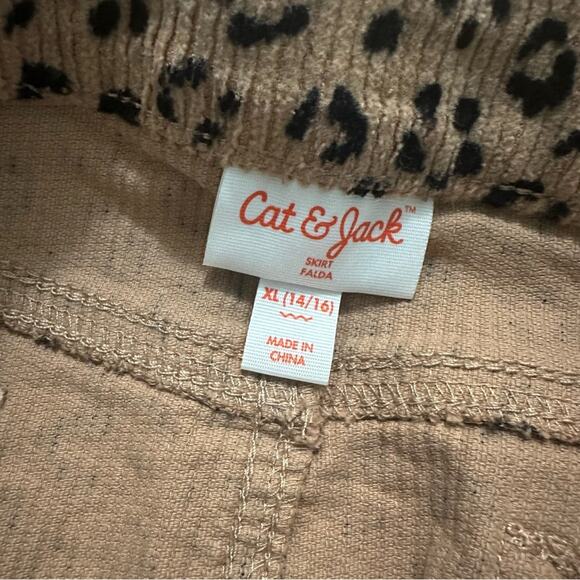 Cat & Jack™
SKIRT
FALDA
XL (14/16)
MADE IN
CHINA